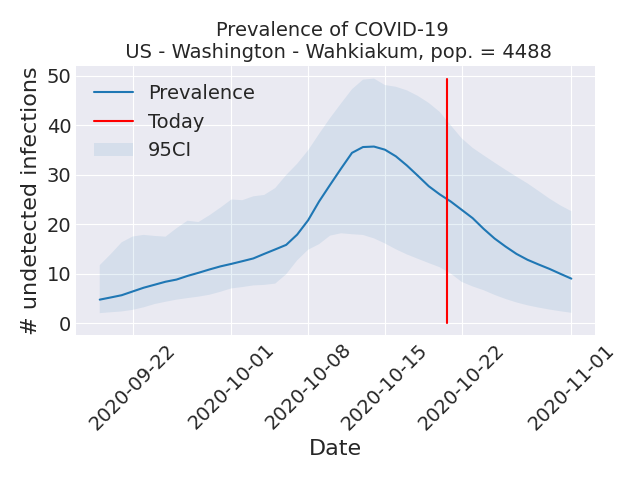 Prevalence of COVID-19
US - Washington - Wahkiakum, pop. = 4488
# undetected infections
50
40
30
20
10
0
Prevalence
Today
95CI
2020-09-22
2020-10-01
2020-10-08
2020-10-15
2020-10-22
2020-11-01
Date